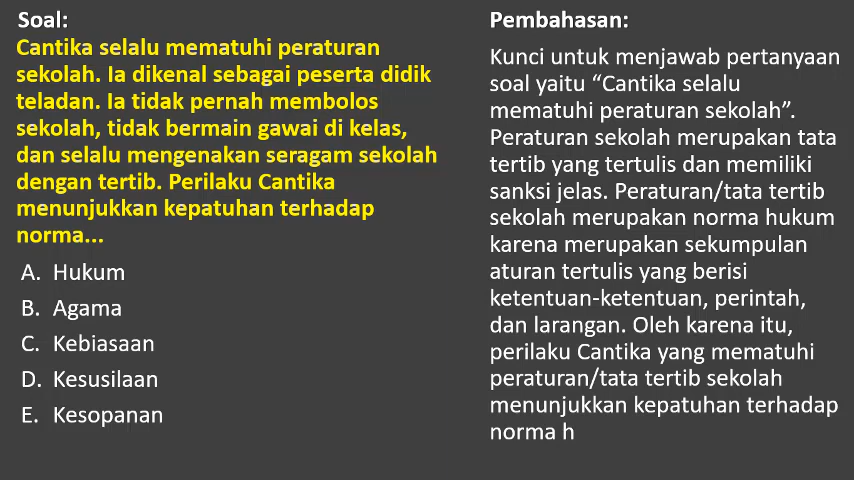 Soal:
Cantika selalu mematuhi peraturan
sekolah. Ia dikenal sebagai peserta didik
teladan. Ia tidak pernah membolos
sekolah, tidak bermain gawai di kelas,
dan selalu mengenakan seragam sekolah
dengan tertib. Perilaku Cantika
menunjukkan kepatuhan terhadap
norma...
A. Hukum
B. Agama
C. Kebiasaan
D. Kesusilaan
E. Kesopanan
Pembahasan:
Kunci untuk menjawab pertanyaan
soal yaitu “Cantika selalu
mematuhi peraturan sekolah”.
Peraturan sekolah merupakan tata
tertib yang tertulis dan memiliki
sanksi jelas. Peraturan/tata tertib
sekolah merupakan norma hukum
karena merupakan sekumpulan
aturan tertulis yang berisi
ketentuan-ketentuan, perintah,
dan larangan. Oleh karena itu,
perilaku Cantika yang mematuhi
peraturan/tata tertib sekolah
menunjukkan kepatuhan terhadap
norma h